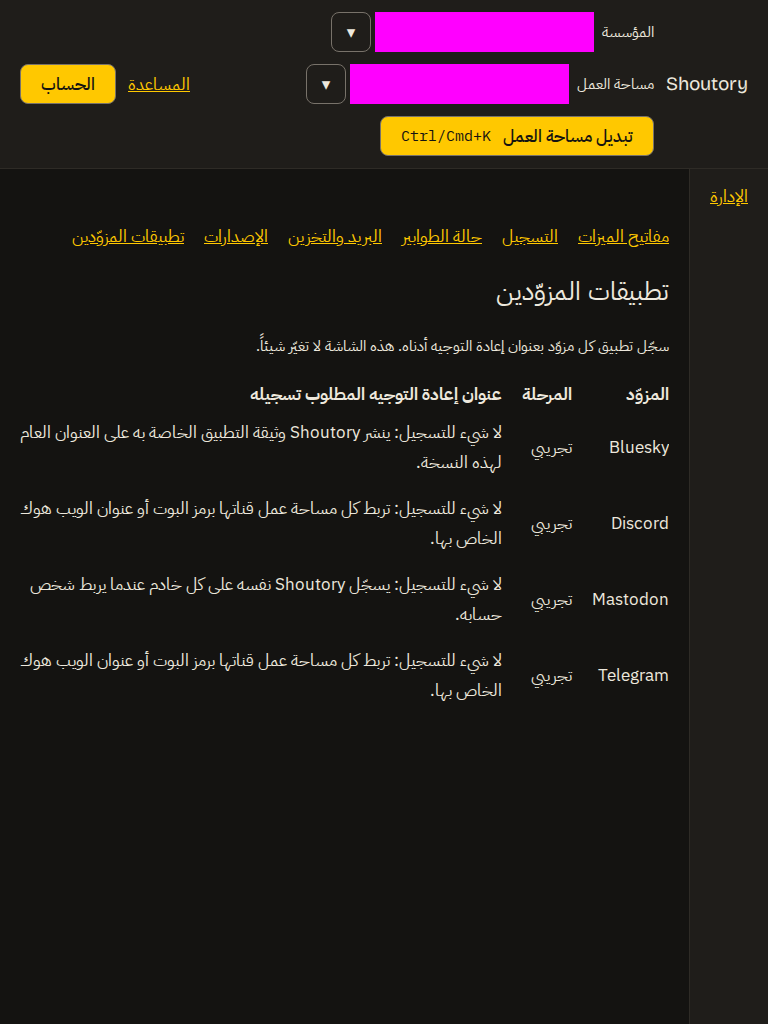 المؤسسة ▼
Shoutory
مساحة العمل ▼
المساعدة
الحساب
تبديل مساحة العمل Ctrl/Cmd+K
الإدارة
مفاتيح الميزات التسجيل حالة الطوابير البريد والتخزين الإصدارات تطبيقات المزوّدين
تطبيقات المزوّدين
سجّل تطبيق كل مزوّد بعنوان إعادة التوجيه أدناه. هذه الشاشة لا تغيّر شيئاً.
المزوّد المرحلة عنوان إعادة التوجيه المطلوب تسجيله
Bluesky تجريبي لا شيء للتسجيل: ينشر Shoutory وثيقة التطبيق الخاصة به على العنوان العام
لهذه النسخة.
Discord تجريبي لا شيء للتسجيل: تربط كل مساحة عمل قناتها برمز البوت أو عنوان الويب هوك
الخاص بها.
Mastodon تجريبي لا شيء للتسجيل: يسجّل Shoutory نفسه على كل خادم عندما يربط شخص
حسابه.
Telegram تجريبي لا شيء للتسجيل: تربط كل مساحة عمل قناتها برمز البوت أو عنوان الويب هوك
الخاص بها.